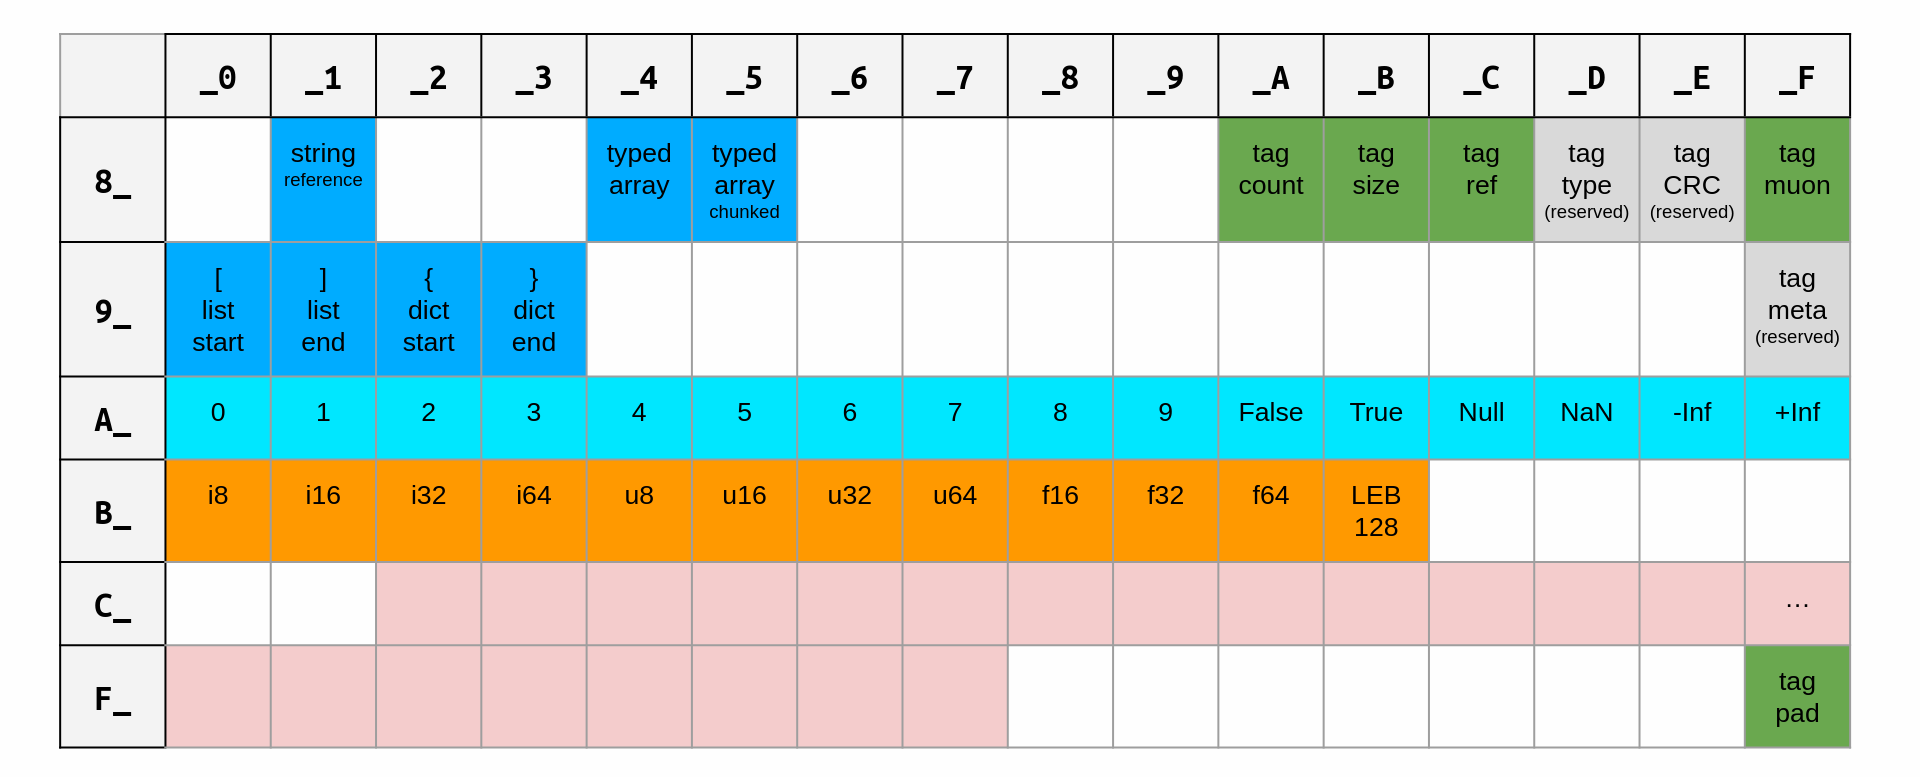 _0 _1 _2 _3 _4 _5 _6 _7 _8 _9 _A _B _C _D _E _F
8_
string
reference
typed
array
typed
array
chunked
tag
count
tag
size
tag
ref
tag
type
(reserved)
tag
CRC
(reserved)
tag
muon
9_
[
list
start
]
list
end
{
dict
start
}
dict
end
tag
meta
(reserved)
A_ 0 1 2 3 4 5 6 7 8 9 False True Null NaN -Inf +Inf
B_ i8 i16 i32 i64 u8 u16 u32 u64 f16 f32 f64 LEB
128
C_ ...
F_
tag
pad